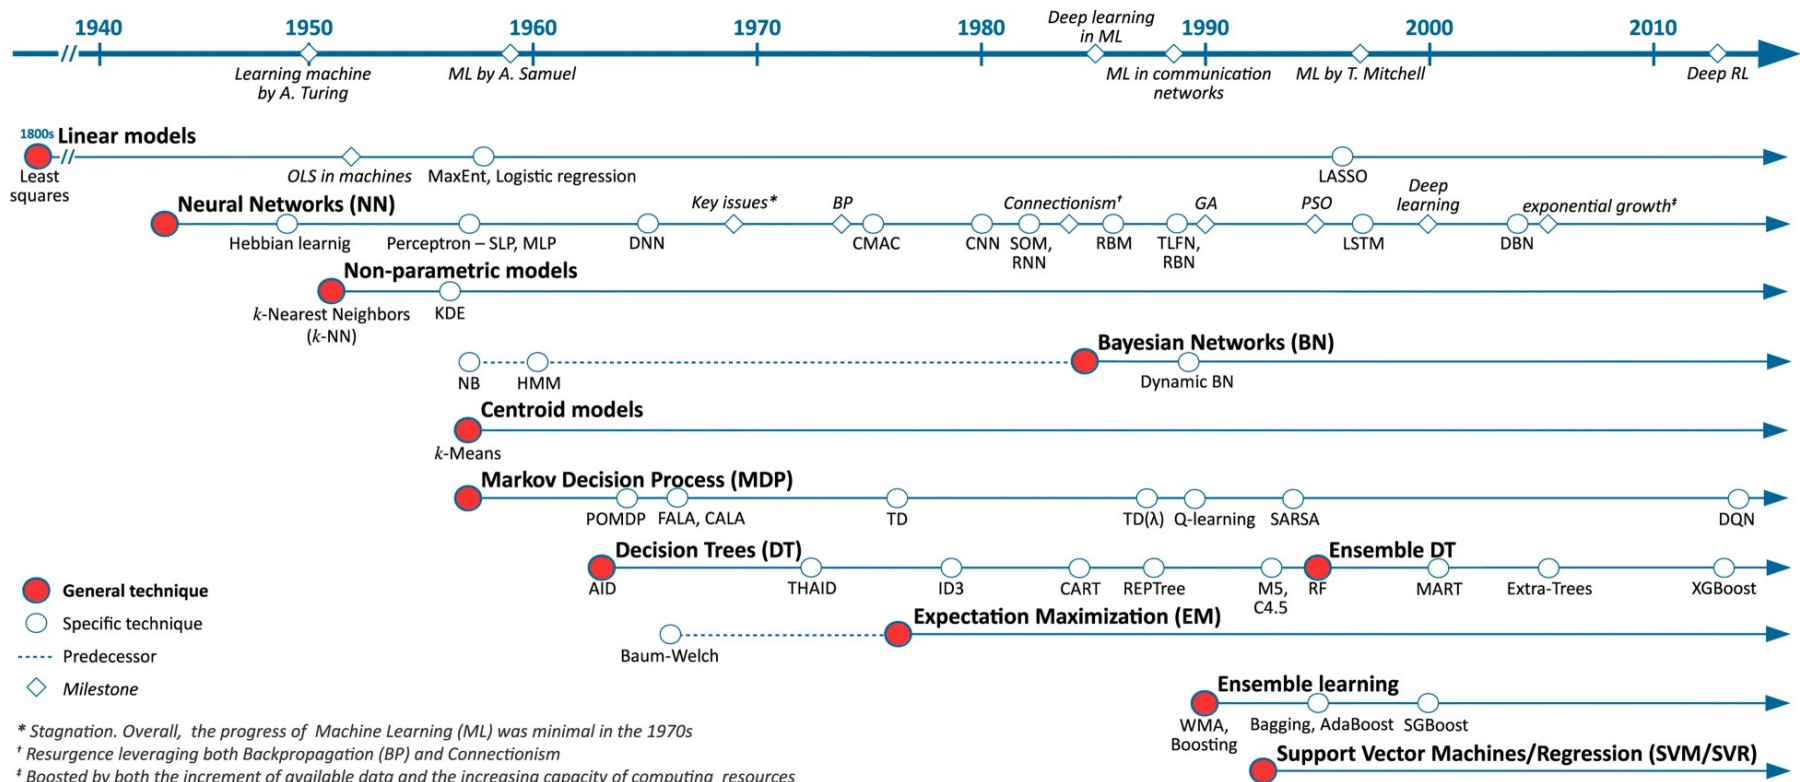 1940 1950 1960 1970 1980 1990 2000 2010
Deep learning
in ML
Learning machine
by A. Turing
ML by A. Samuel
ML in communication
networks
ML by T. Mitchell
Deep RL
1800s Linear models
Least
squares
OLS in machines
MaxEnt, Logistic regression
LASSO
Neural Networks (NN)
Key issues*
BP
Connectionism†
GA
PSO
Deep
learning
exponential growth‡
Hebbian learnig
Perceptron – SLP, MLP
DNN
CMAC
CNN
SOM,
RNN
RBM
TLFN,
RBN
LSTM
DBN
Non-parametric models
k-Nearest Neighbors
(k-NN)
KDE
Bayesian Networks (BN)
NB
HMM
Dynamic BN
Centroid models
k-Means
Markov Decision Process (MDP)
POMDP
FALA, CALA
TD
TD(λ)
Q-learning
SARSA
DQN
Decision Trees (DT)
Ensemble DT
AID
THAID
ID3
CART
REPTree
M5,
C4.5
RF
MART
Extra-Trees
XGBoost
Expectation Maximization (EM)
Baum-Welch
Ensemble learning
WMA,
Boosting
Bagging, AdaBoost
SGBoost
Support Vector Machines/Regression (SVM/SVR)
General technique
Specific technique
Predecessor
Milestone
* Stagnation. Overall, the progress of Machine Learning (ML) was minimal in the 1970s
† Resurgence leveraging both Backpropagation (BP) and Connectionism
‡ Boosted by both the increment of available data and the increasing capacity of computing resources